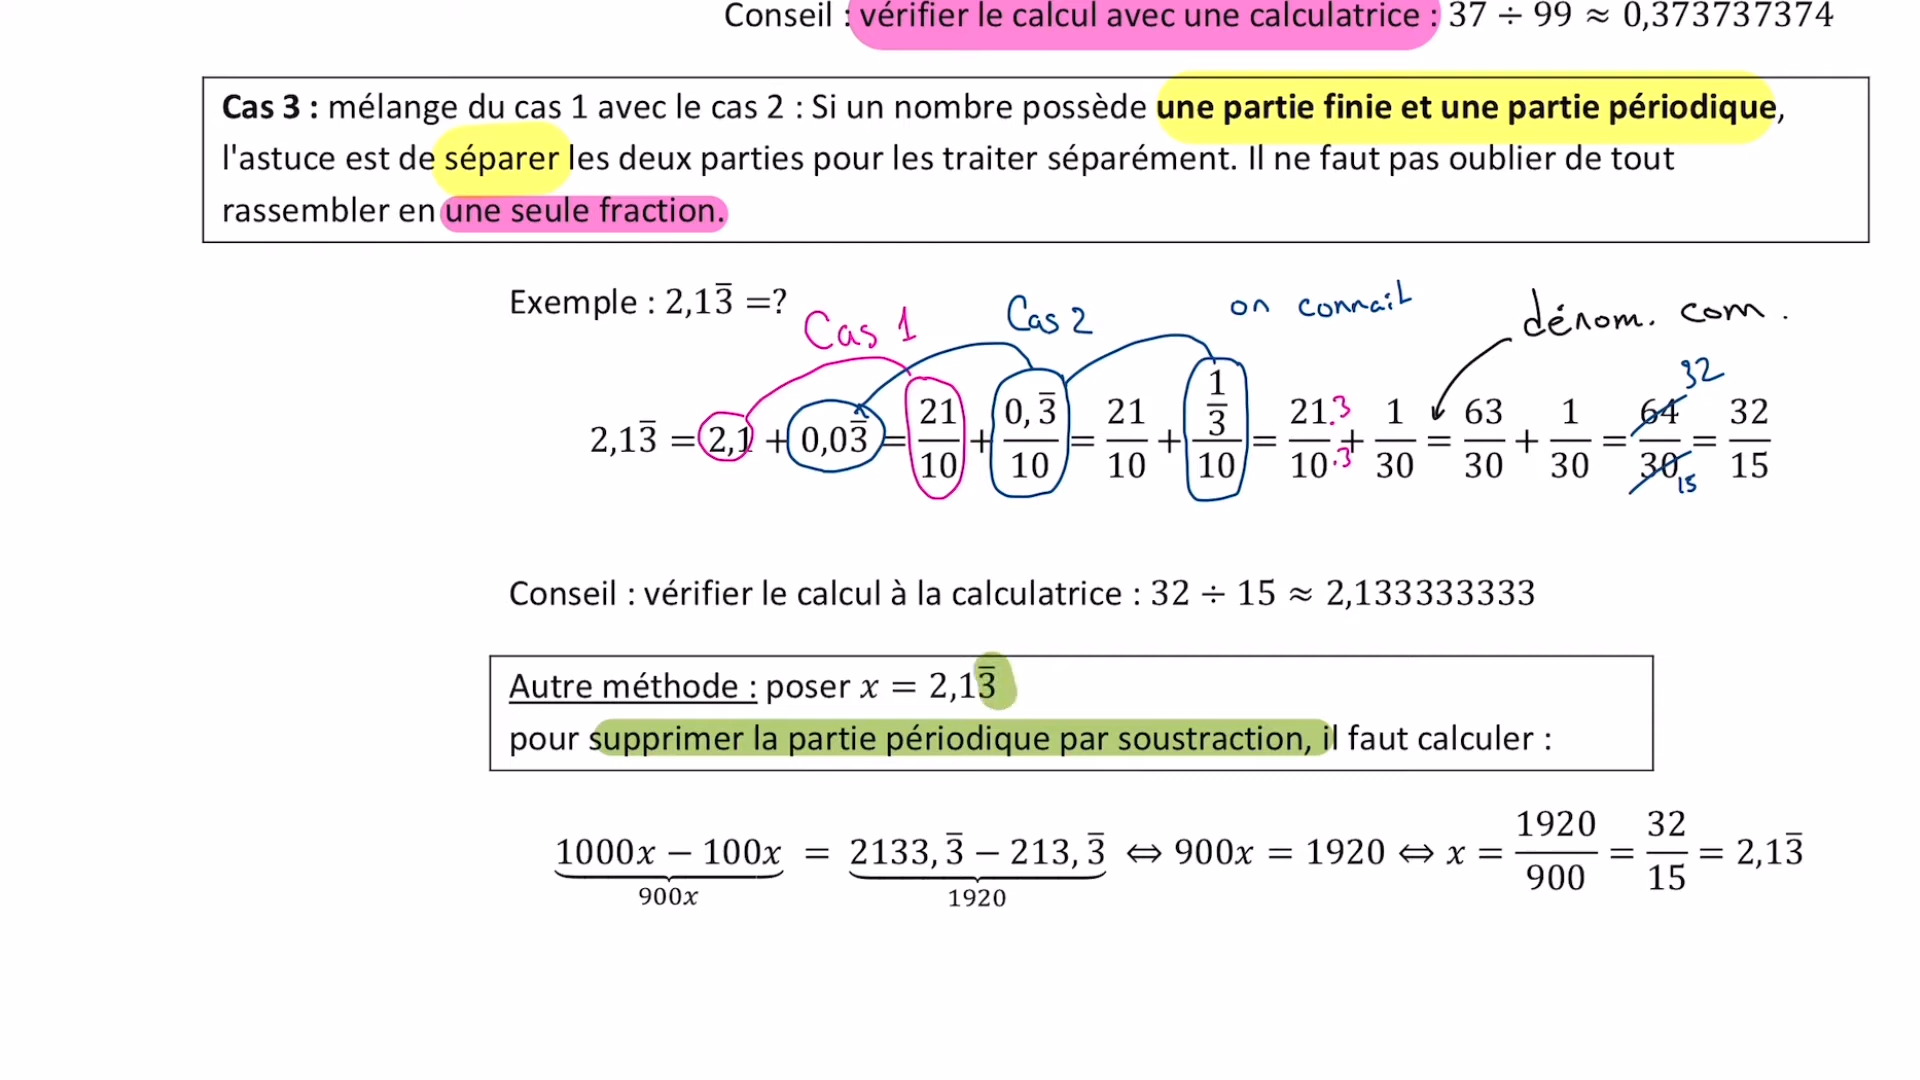 Conseil : vérifier le calcul avec une calculatrice : 37 ÷ 99 ≈ 0,373737374
Cas 3 : mélange du cas 1 avec le cas 2 : Si un nombre possède une partie finie et une partie périodique,
l'astuce est de séparer les deux parties pour les traiter séparément. Il ne faut pas oublier de tout
rassembler en une seule fraction.
Exemple : 2,13̅ =?
Cas 1
Cas 2
on connait
dénom. com.
2,13̅ = 2,1 + 0,03̅ = 21/10 + 0,3̅/10 = 21/10 + (1/3)/10 = 21·3/10·3 + 1/30 = 63/30 + 1/30 = 64/30 = 32/15
32
15
Conseil : vérifier le calcul à la calculatrice : 32 ÷ 15 ≈ 2,133333333
Autre méthode : poser x = 2,13̅
pour supprimer la partie périodique par soustraction, il faut calculer :
1000x − 100x = 2133,3̅ − 213,3̅ ⇔ 900x = 1920 ⇔ x = 1920/900 = 32/15 = 2,13̅
900x 1920